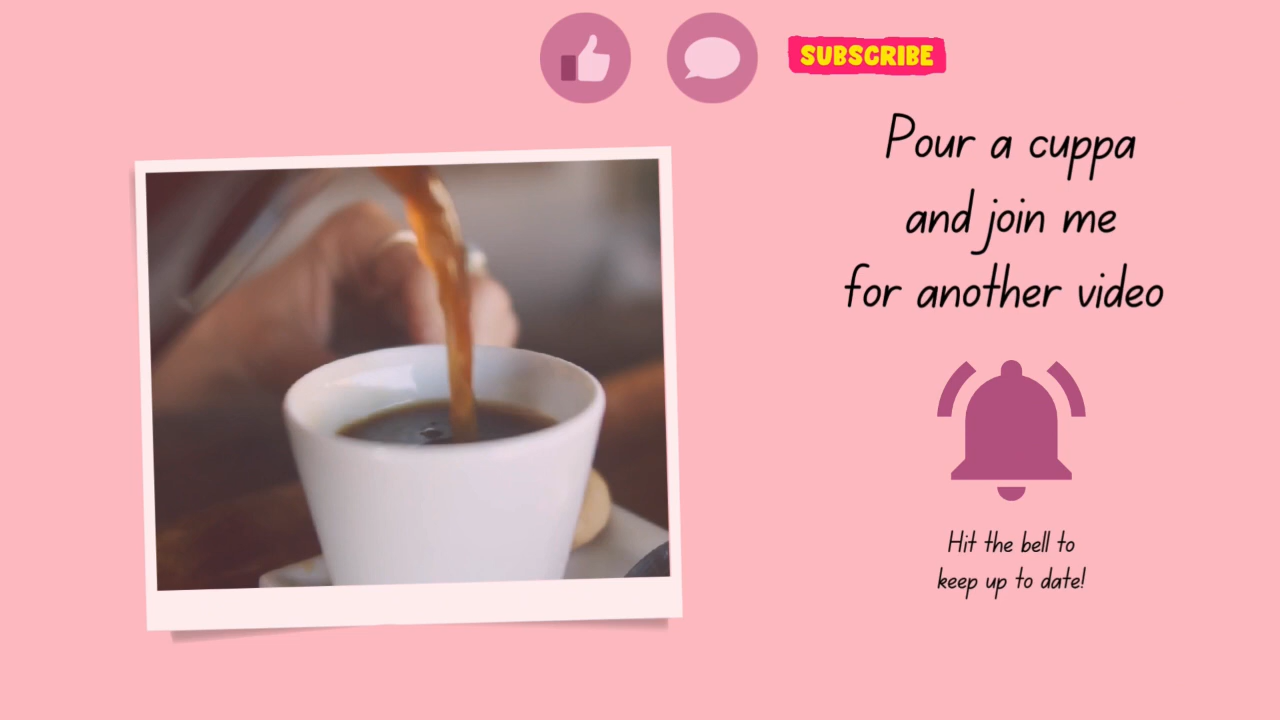 SUBSCRIBE
Pour a cuppa
and join me
for another video
Hit the bell to
keep up to date!